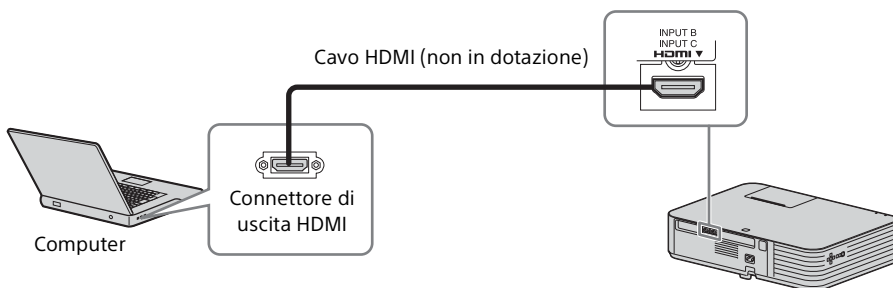 INPUT B
INPUT C
HDMI ▼
Cavo HDMI (non in dotazione)
Connettore di
uscita HDMI
Computer